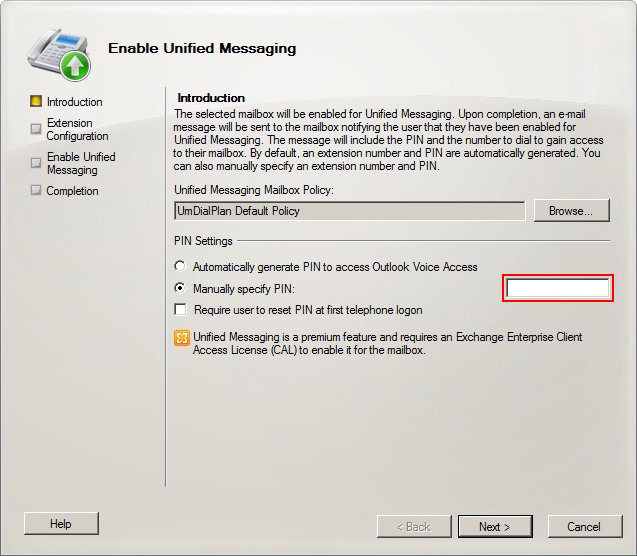 Enable Unified Messaging
Introduction
Extension
Configuration
Enable Unified
Messaging
Completion
Introduction
The selected mailbox will be enabled for Unified Messaging. Upon completion, an e-mail
message will be sent to the mailbox notifying the user that they have been enabled for
Unified Messaging. The message will include the PIN and the number to dial to gain access
to their mailbox. By default, an extension number and PIN are automatically generated. You
can also manually specify an extension number and PIN.
Unified Messaging Mailbox Policy:
UmDialPlan Default Policy
Browse...
PIN Settings
Automatically generate PIN to access Outlook Voice Access
Manually specify PIN:
Require user to reset PIN at first telephone logon
Unified Messaging is a premium feature and requires an Exchange Enterprise Client
Access License (CAL) to enable it for the mailbox.
Help
< Back
Next >
Cancel